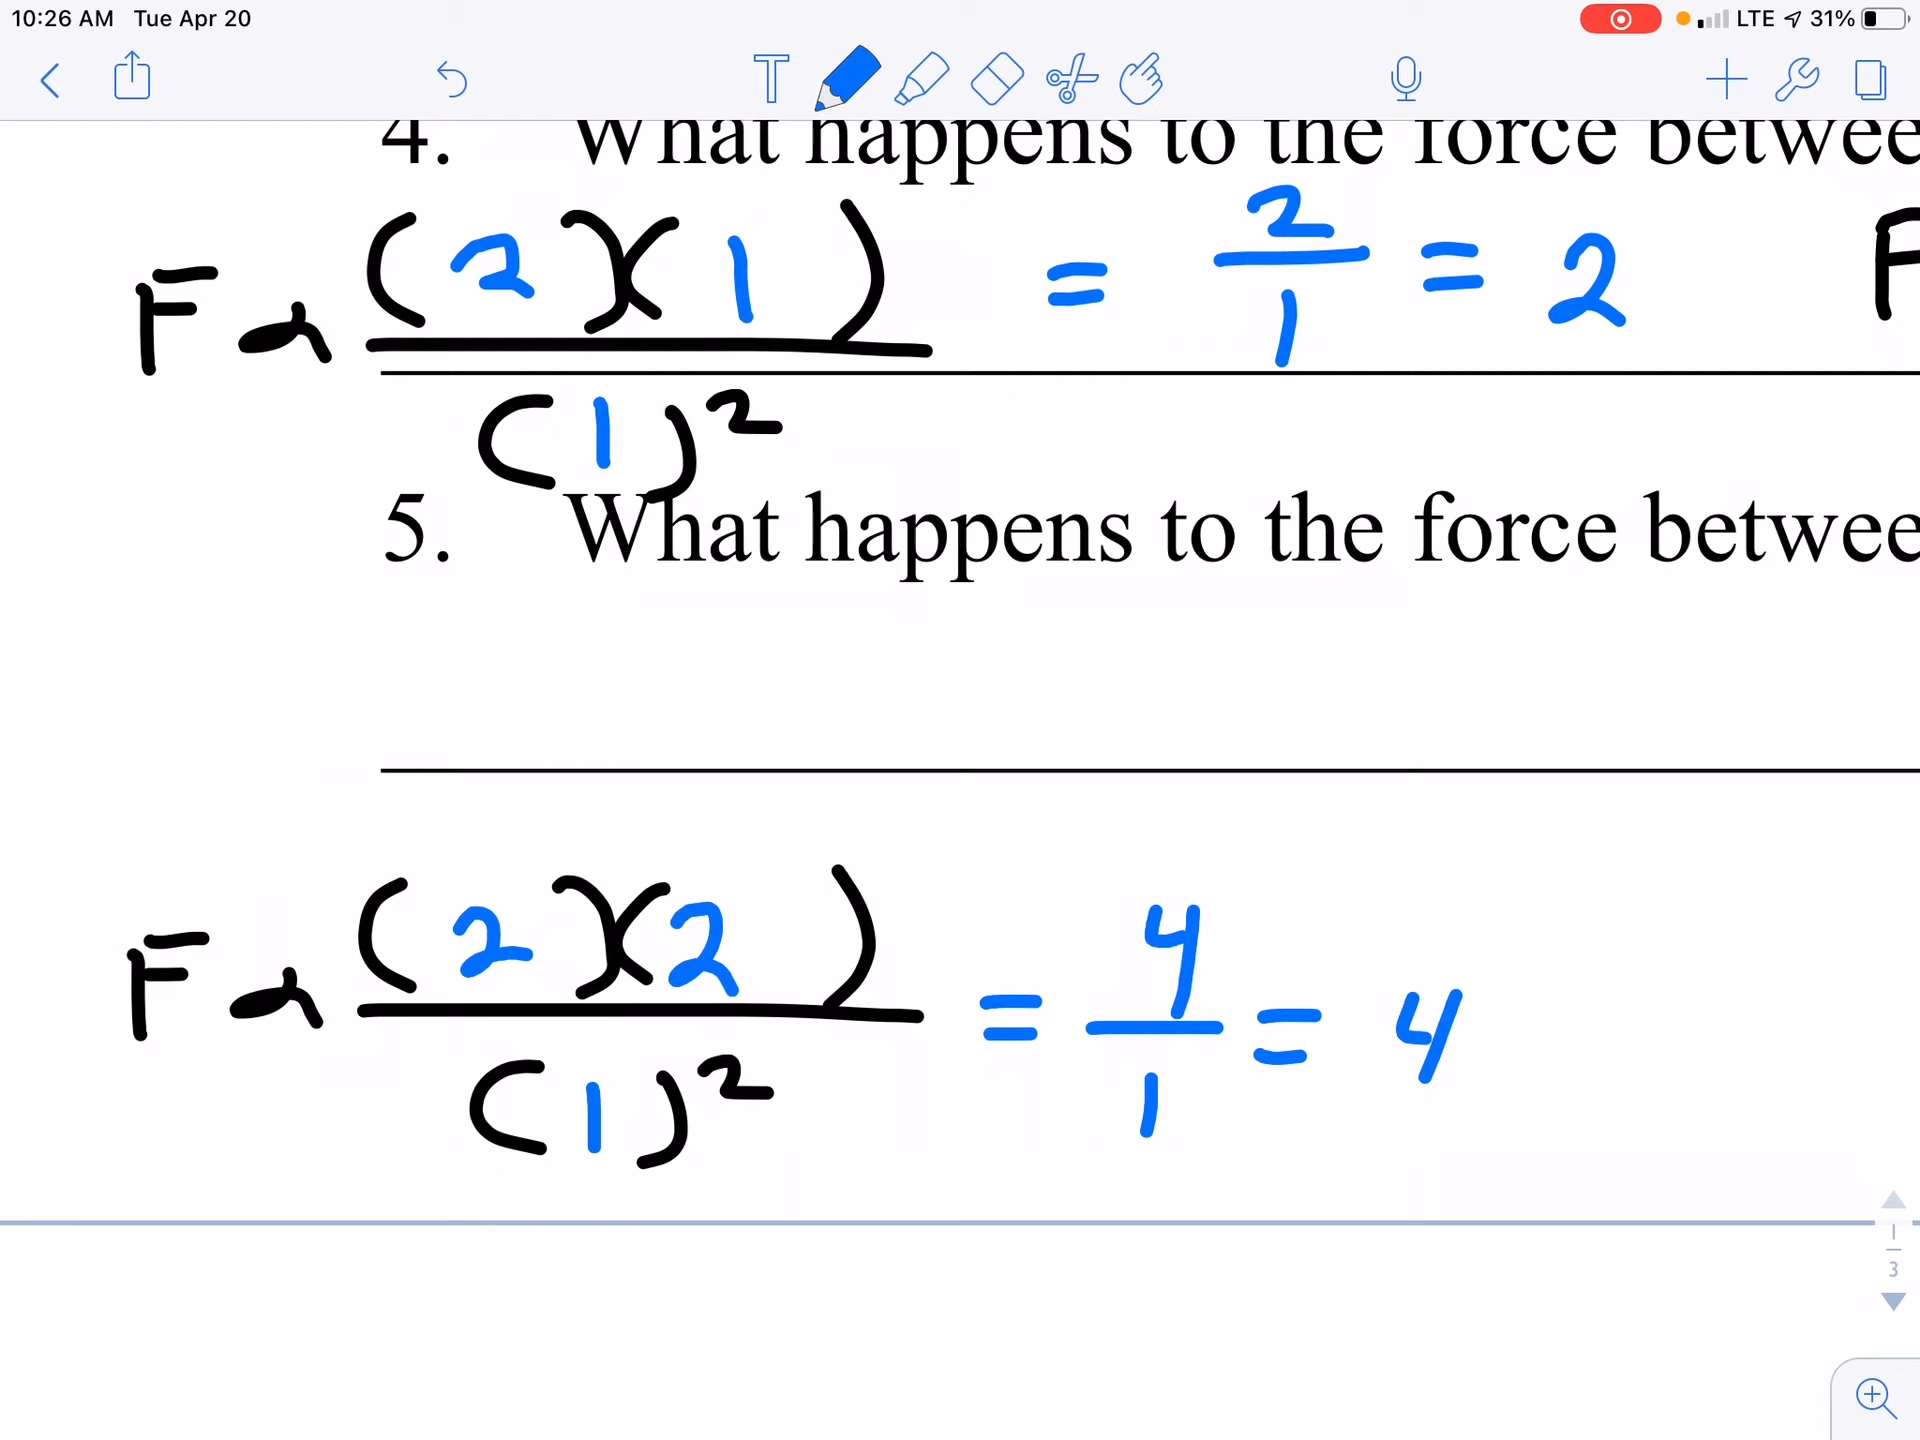 10:26 AM Tue Apr 20 LTE 31%
T
4. What happens to the force betwee
F α (2)(1) / (1)² = 2/1 = 2 F
5. What happens to the force betwee
F α (2)(2) / (1)² = 4/1 = 4
1
3